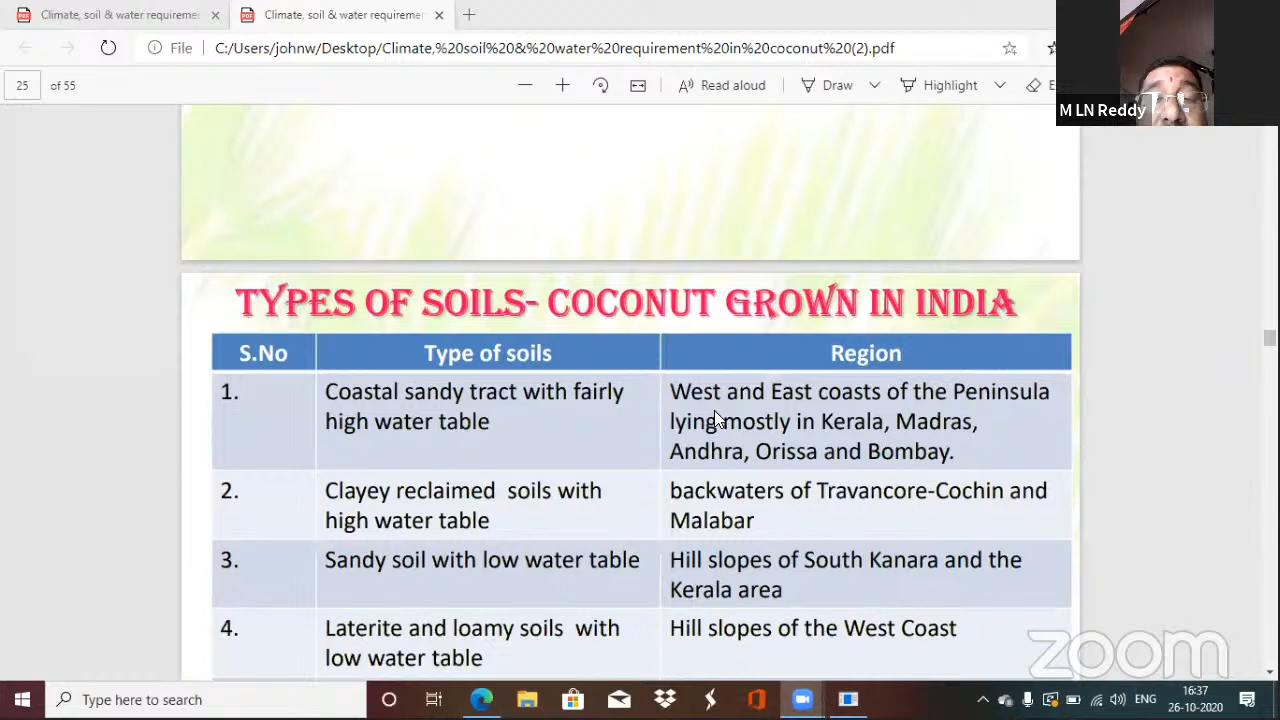 Climate, soil & water requiremen
Climate, soil & water requiremen
File
C:/Users/johnw/Desktop/Climate,%20soil%20&%20water%20requirement%20in%20coconut%20(2).pdf
25 of 55
Read aloud
Draw
Highlight
M LN Reddy
TYPES OF SOILS- COCONUT GROWN IN INDIA
S.No Type of soils Region
1. Coastal sandy tract with fairly West and East coasts of the Peninsula
high water table lying mostly in Kerala, Madras,
Andhra, Orissa and Bombay.
2. Clayey reclaimed soils with backwaters of Travancore-Cochin and
high water table Malabar
3. Sandy soil with low water table Hill slopes of South Kanara and the
Kerala area
4. Laterite and loamy soils with Hill slopes of the West Coast
low water table
zoom
Type here to search
ENG
16:37
26-10-2020